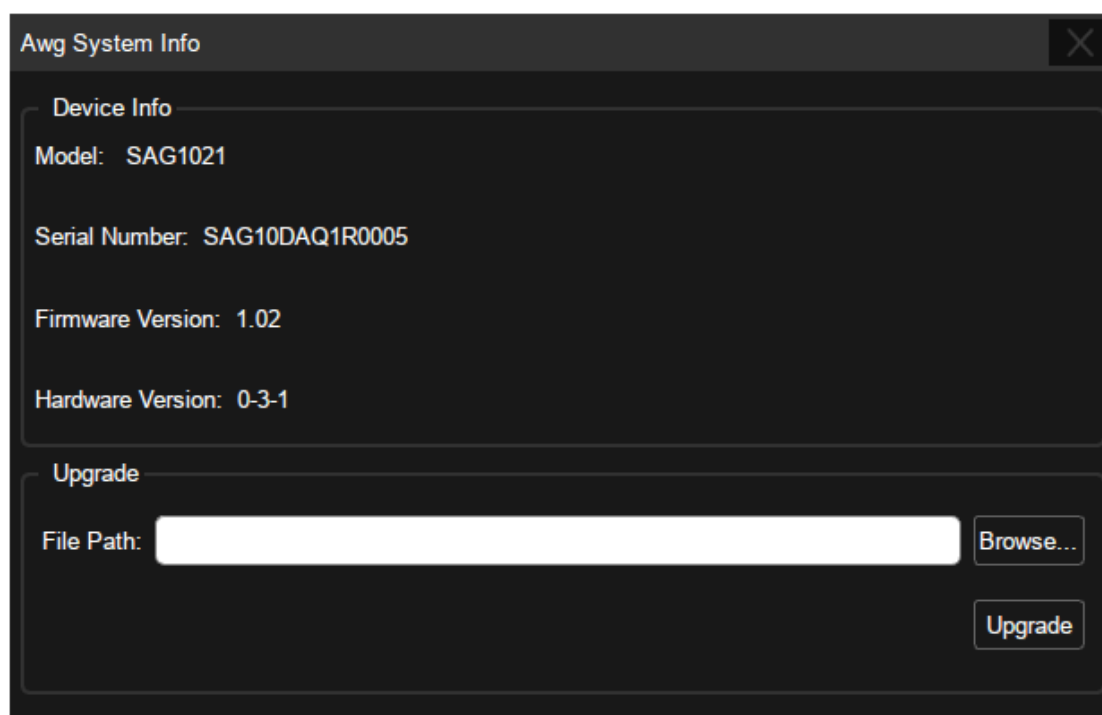 Awg System Info
Device Info
Model: SAG1021
Serial Number: SAG10DAQ1R0005
Firmware Version: 1.02
Hardware Version: 0-3-1
Upgrade
File Path:
Browse...
Upgrade